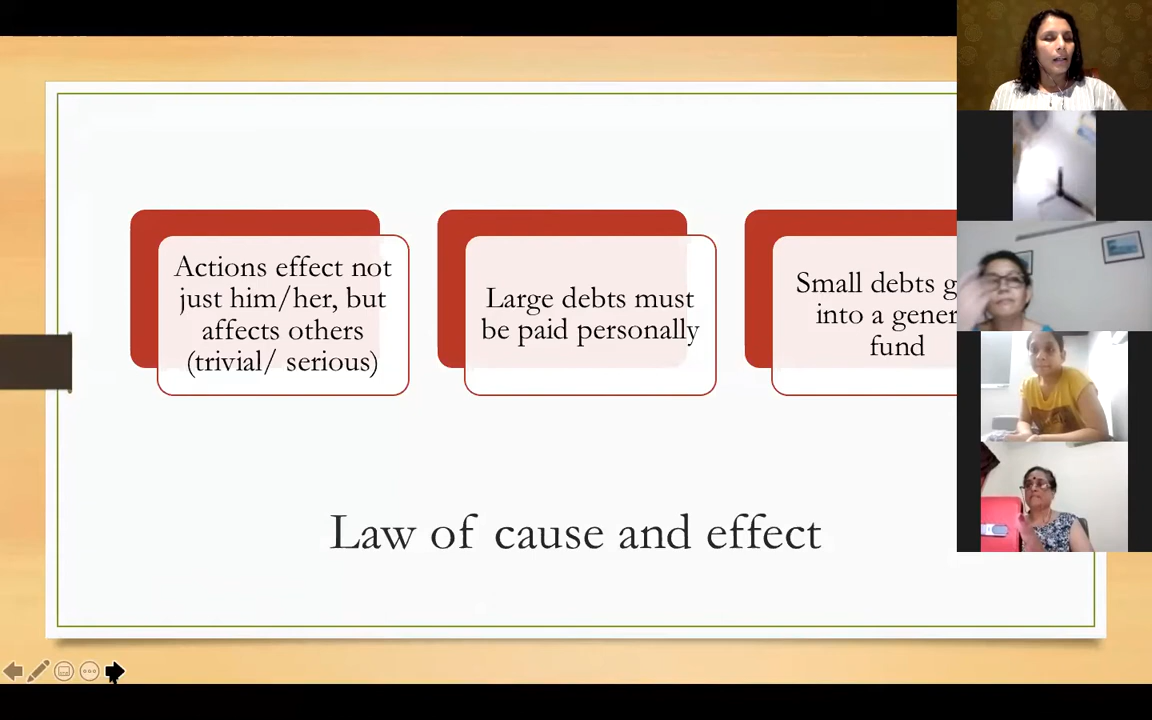 Actions effect not
just him/her, but
affects others
(trivial/ serious)
Large debts must
be paid personally
Small debts
into a
fund
Law of cause and effect